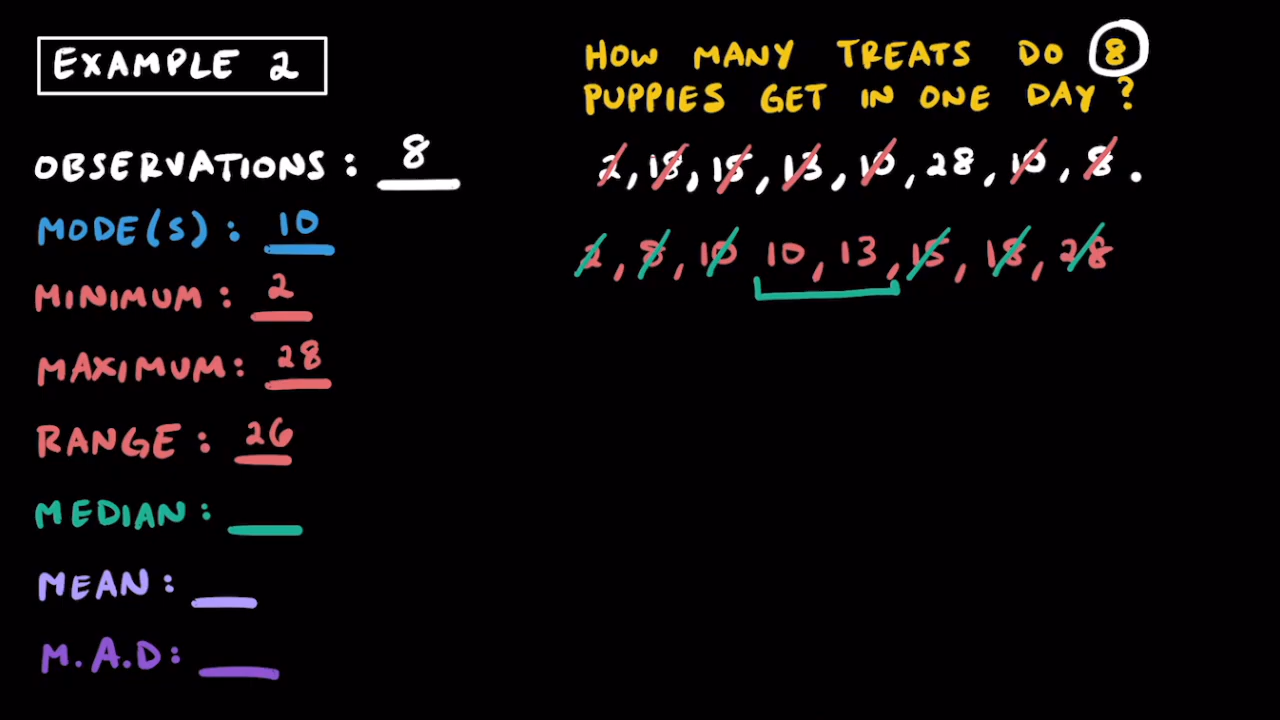 EXAMPLE 2
HOW MANY TREATS DO 8
PUPPIES GET IN ONE DAY?
OBSERVATIONS: 8
2, 18, 15, 13, 10, 28, 10, 8.
MODE(S): 10
2, 8, 10, 10, 13, 15, 18, 28
MINIMUM: 2
MAXIMUM: 28
RANGE: 26
MEDIAN:
MEAN:
M.A.D: